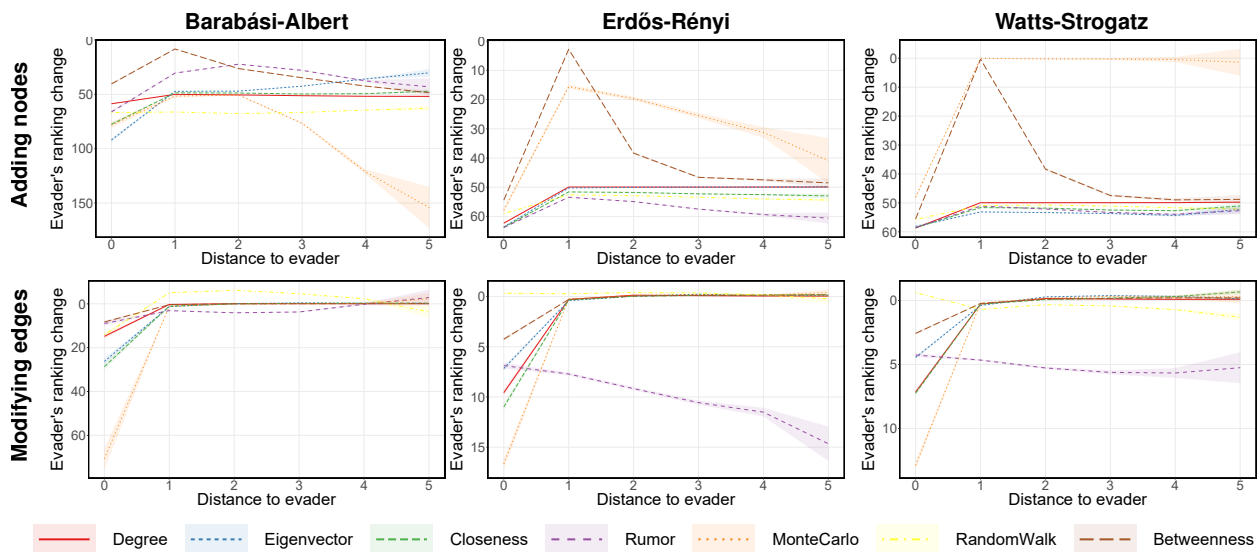 Barabási-Albert
Erdős-Rényi
Watts-Strogatz
Adding nodes
Evader's ranking change
0
50
100
150
0 1 2 3 4 5
Distance to evader
Evader's ranking change
0
10
20
30
40
50
60
0 1 2 3 4 5
Distance to evader
Evader's ranking change
0
10
20
30
40
50
60
0 1 2 3 4 5
Distance to evader
Modifying edges
Evader's ranking change
0
20
40
60
0 1 2 3 4 5
Distance to evader
Evader's ranking change
0
5
10
15
0 1 2 3 4 5
Distance to evader
Evader's ranking change
0
5
10
0 1 2 3 4 5
Distance to evader
Degree Eigenvector Closeness Rumor MonteCarlo RandomWalk Betweenness